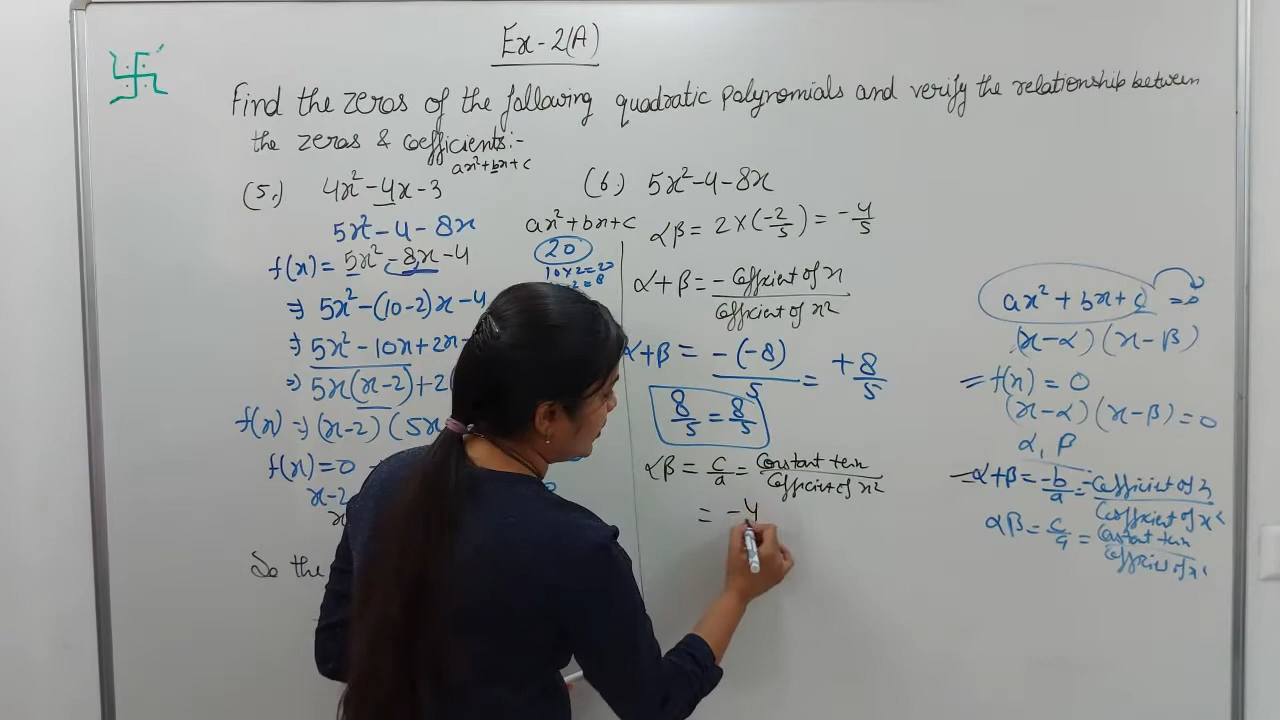 Ex-2(A)
Find the zeros of the following quadratic polynomials and verify the relationship between
the zeros & coefficients:-
ax²+bx+c
(5.) 4x²-4x-3
5x²-4-8x
f(x)= 5x²-8x-4
⇒ 5x²-(10-2)x-4
⇒ 5x²-10x+2x
⇒ 5x(x-2)+2
f(x) ⇒ (x-2)(5x
f(x)=0
x-2
So the
ax²+bx+c
20
10×2=20
(6.) 5x²-4-8x
αβ = 2×(-2/5) = -4/5
α+β = -Coefficient of x / Coefficient of x²
α+β = -(-8)/5 = +8/5
8/5 = 8/5
αβ = c/a = Constant term / Coefficient of x²
= -4
ax²+bx+c =0
(x-α)(x-β)
=f(x)=0
(x-α)(x-β)=0
α, β
α+β = -b/a = -Coefficient of x / Coefficient of x²
αβ = c/a = Constant term / Coefficient of x²